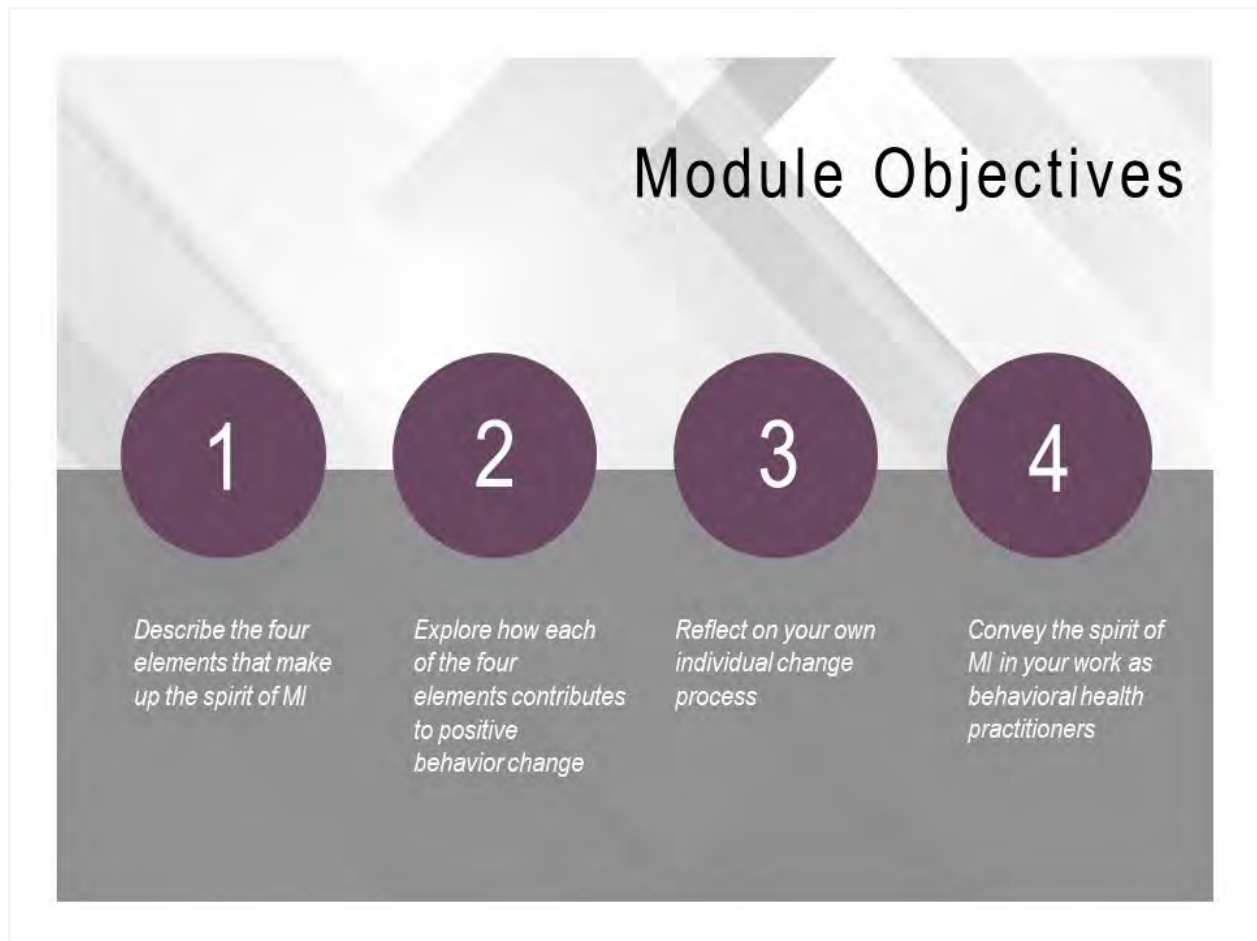 Module Objectives
1
Describe the four
elements that make
up the spirit of MI
2
Explore how each
of the four
elements contributes
to positive
behavior change
3
Reflect on your own
individual change
process
4
Convey the spirit of
MI in your work as
behavioral health
practitioners